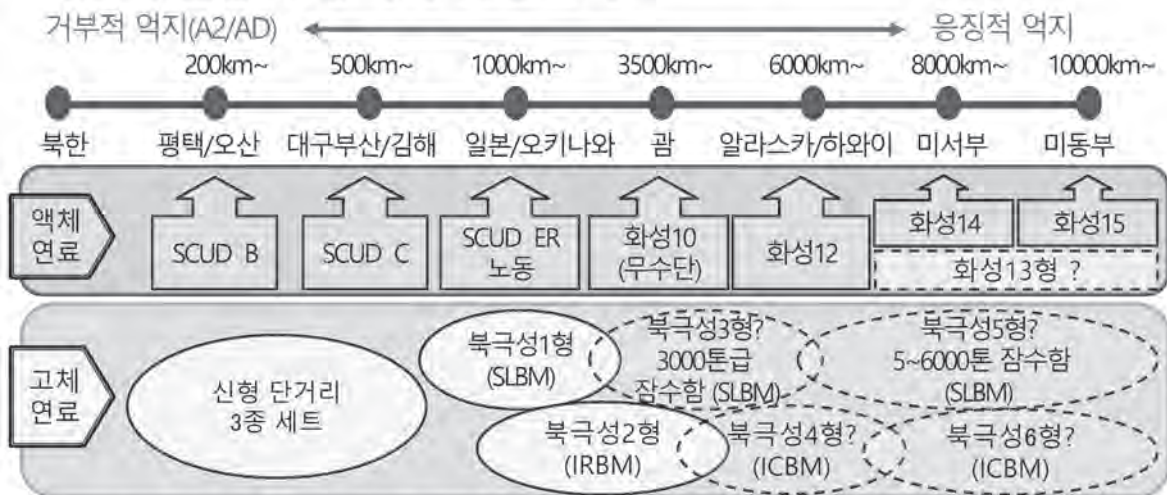 거부적 억지(A2/AD)
응징적 억지
200km~
500km~
1000km~
3500km~
6000km~
8000km~
10000km~
북한
평택/오산
대구부산/김해
일본/오키나와
괌
알라스카/하와이
미서부
미동부
액체
연료
SCUD B
SCUD C
SCUD ER
노동
화성10
(무수단)
화성12
화성14
화성15
화성13형 ?
고체
연료
신형 단거리
3종 세트
북극성1형
(SLBM)
북극성3형?
3000톤급
잠수함 (SLBM)
북극성5형?
5~6000톤 잠수함
(SLBM)
북극성2형
(IRBM)
북극성4형?
(ICBM)
북극성6형?
(ICBM)